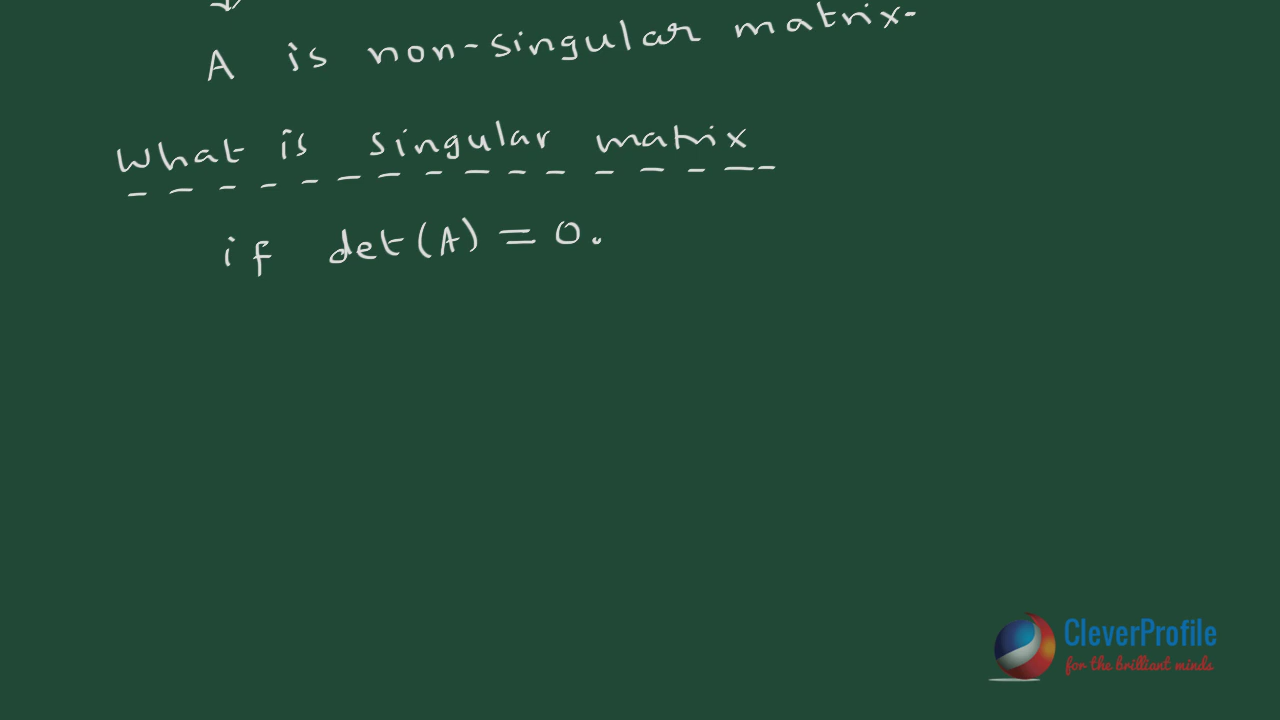 A is non-singular matrix.
What is singular matrix
if det(A) = 0.
CleverProfile
for the brilliant minds